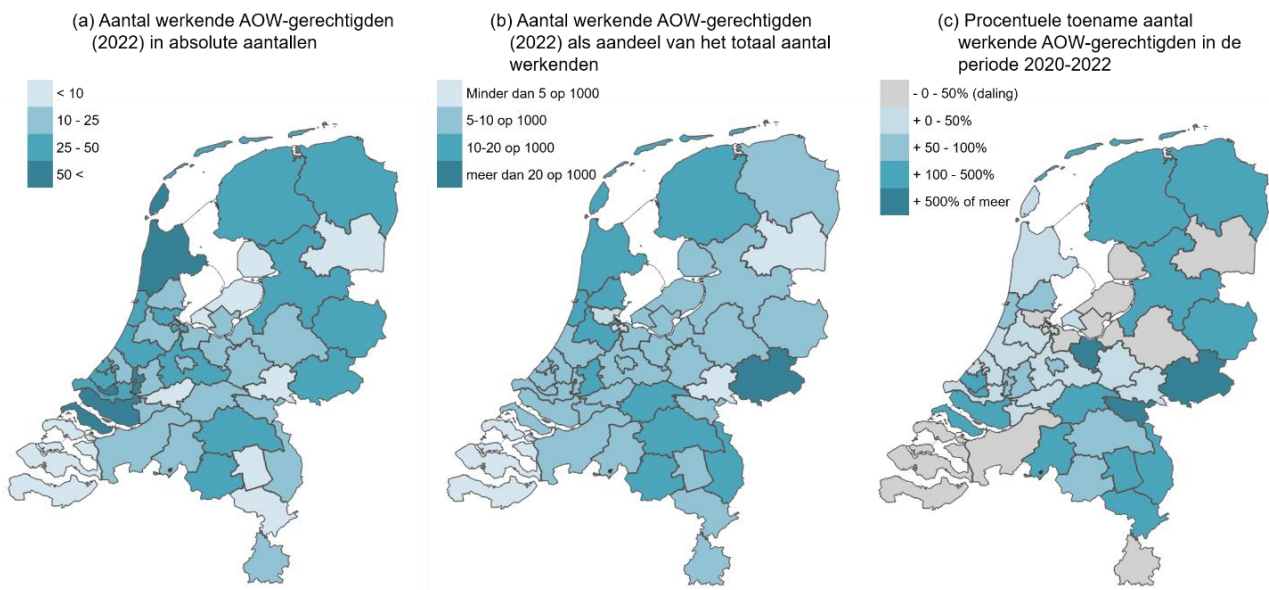 (a) Aantal werkende AOW-gerechtigden
(2022) in absolute aantallen
< 10
10 - 25
25 - 50
50 <
(b) Aantal werkende AOW-gerechtigden
(2022) als aandeel van het totaal aantal
werkenden
Minder dan 5 op 1000
5-10 op 1000
10-20 op 1000
meer dan 20 op 1000
(c) Procentuele toename aantal
werkende AOW-gerechtigden in de
periode 2020-2022
- 0 - 50% (daling)
+ 0 - 50%
+ 50 - 100%
+ 100 - 500%
+ 500% of meer